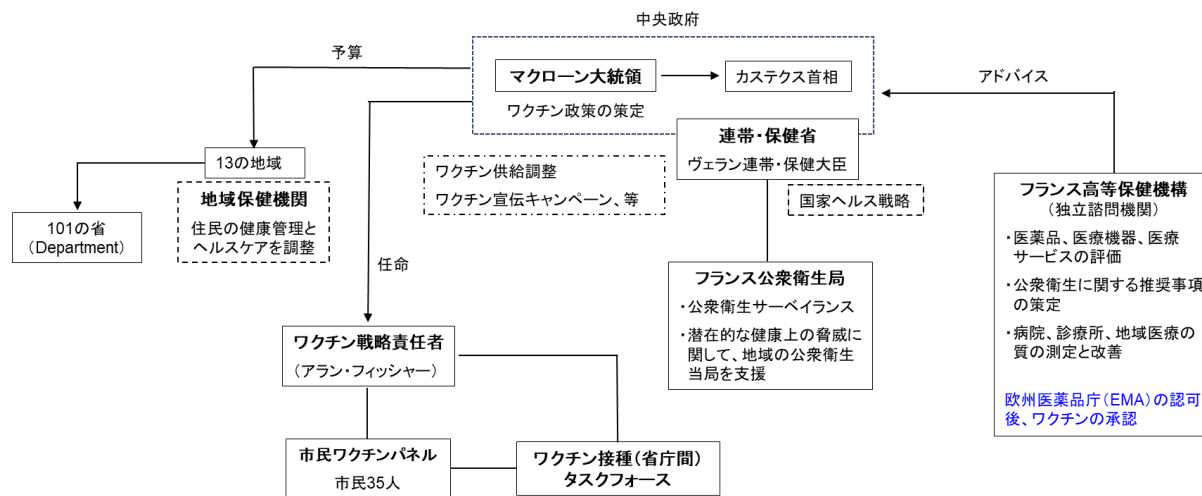 中央政府
予算
マクローン大統領
カステクス首相
アドバイス
ワクチン政策の策定
連帯・保健省
ヴェラン連帯・保健大臣
13の地域
ワクチン供給調整
ワクチン宣伝キャンペーン、等
地域保健機関
住民の健康管理と
ヘルスケアを調整
国家ヘルス戦略
フランス高等保健機構
(独立諮問機関)
・医薬品、医療機器、医療
サービスの評価
・公衆衛生に関する推奨事項
の策定
・病院、診療所、地域医療の
質の測定と改善
欧州医薬品庁(EMA)の認可
後、ワクチンの承認
101の省
(Department)
任命
フランス公衆衛生局
・公衆衛生サーベイランス
・潜在的な健康上の脅威に
関して、地域の公衆衛生
当局を支援
ワクチン戦略責任者
(アラン・フィッシャー)
市民ワクチンパネル
市民35人
ワクチン接種(省庁間)
タスクフォース